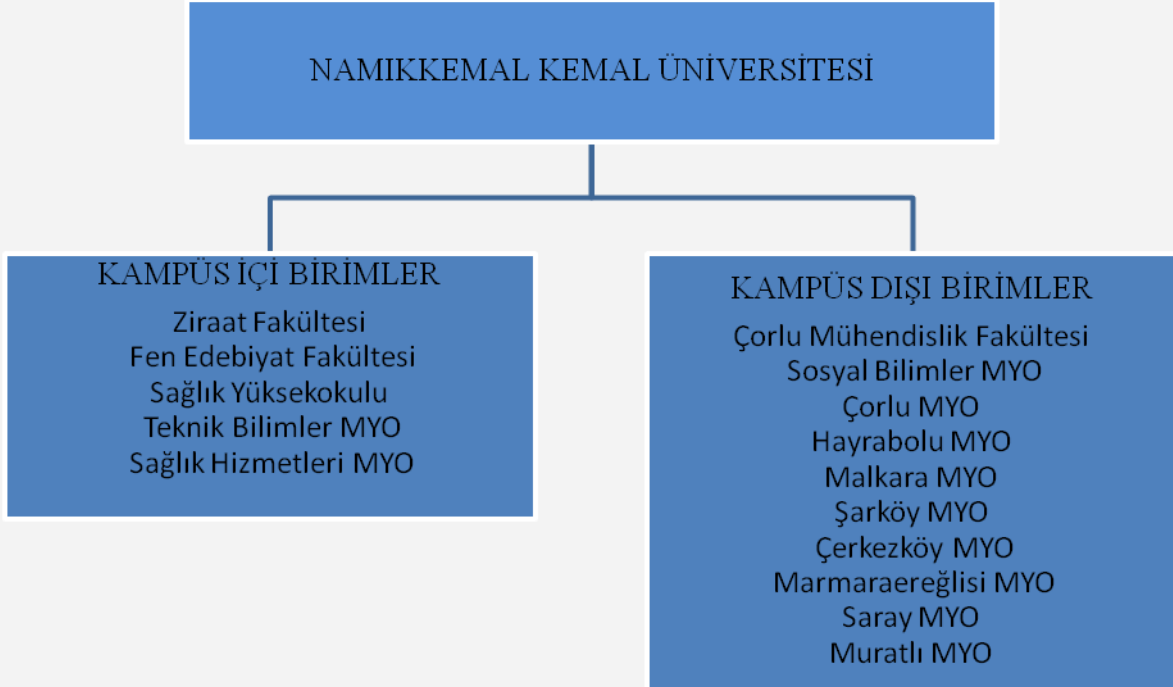 NAMIKKEMAL KEMAL ÜNİVERSİTESİ
KAMPÜS İÇİ BİRİMLER
Ziraat Fakültesi
Fen Edebiyat Fakültesi
Sağlık Yüksekokulu
Teknik Bilimler MYO
Sağlık Hizmetleri MYO
KAMPÜS DIŞI BİRİMLER
Çorlu Mühendislik Fakültesi
Sosyal Bilimler MYO
Çorlu MYO
Hayrabolu MYO
Malkara MYO
Şarköy MYO
Çerkezköy MYO
Marmaraereğlisi MYO
Saray MYO
Muratlı MYO